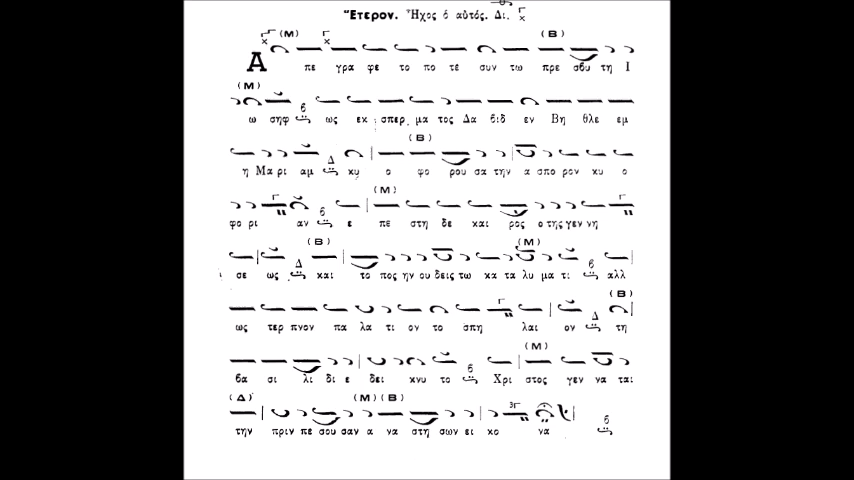 Ἕτερον. Ἦχος ὁ αὐτός. Δι.
(Μ) (Β)
Α πε γρα φε το πο τέ συν τω πρε σβυ τη Ι
(Μ)
ω σηφ ως εκ σπερ μα τος Δα βιδ εν Βη θλε εμ
(Β)
η Μα ρι αμ κυ ο φο ρου σα την α σπο ρον κυ ο
(Μ)
φο ρι αν ε πε στη δε και ρος ο της γεν νη
(Β) (Μ)
σε ως και το πος ην ου δεις τω κα τα λυ μα τι αλλ
(Β)
ως τερ πνον πα λα τι ον το σπη λαι ον τη
(Μ)
βα σι λι δι ε δει κνυ το Χρι στος γεν να ται
(Δ) (Μ) (Β)
την πριν πε σου σαν α να στη σων ει κο να